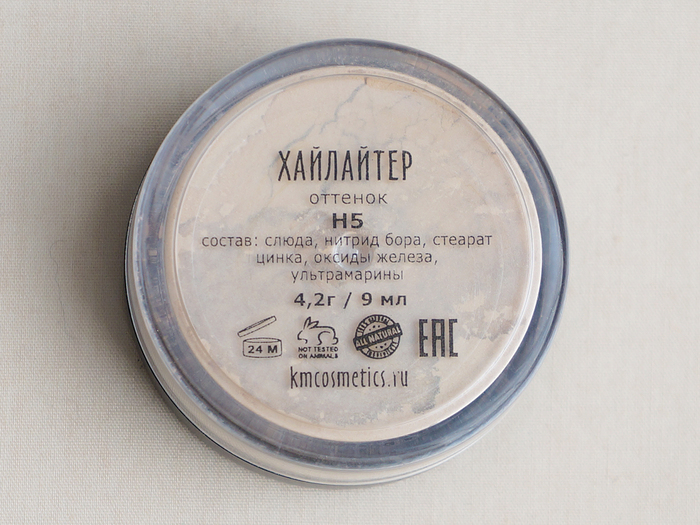 ХАЙЛАЙТЕР
оттенок
H5
состав: слюда, нитрид бора, стеарат
цинка, оксиды железа,
ультрамарины
4,2г / 9 мл
24 M
NOT TESTED
ON ANIMALS
ALL NATURAL
EAC
kmcosmetics.ru